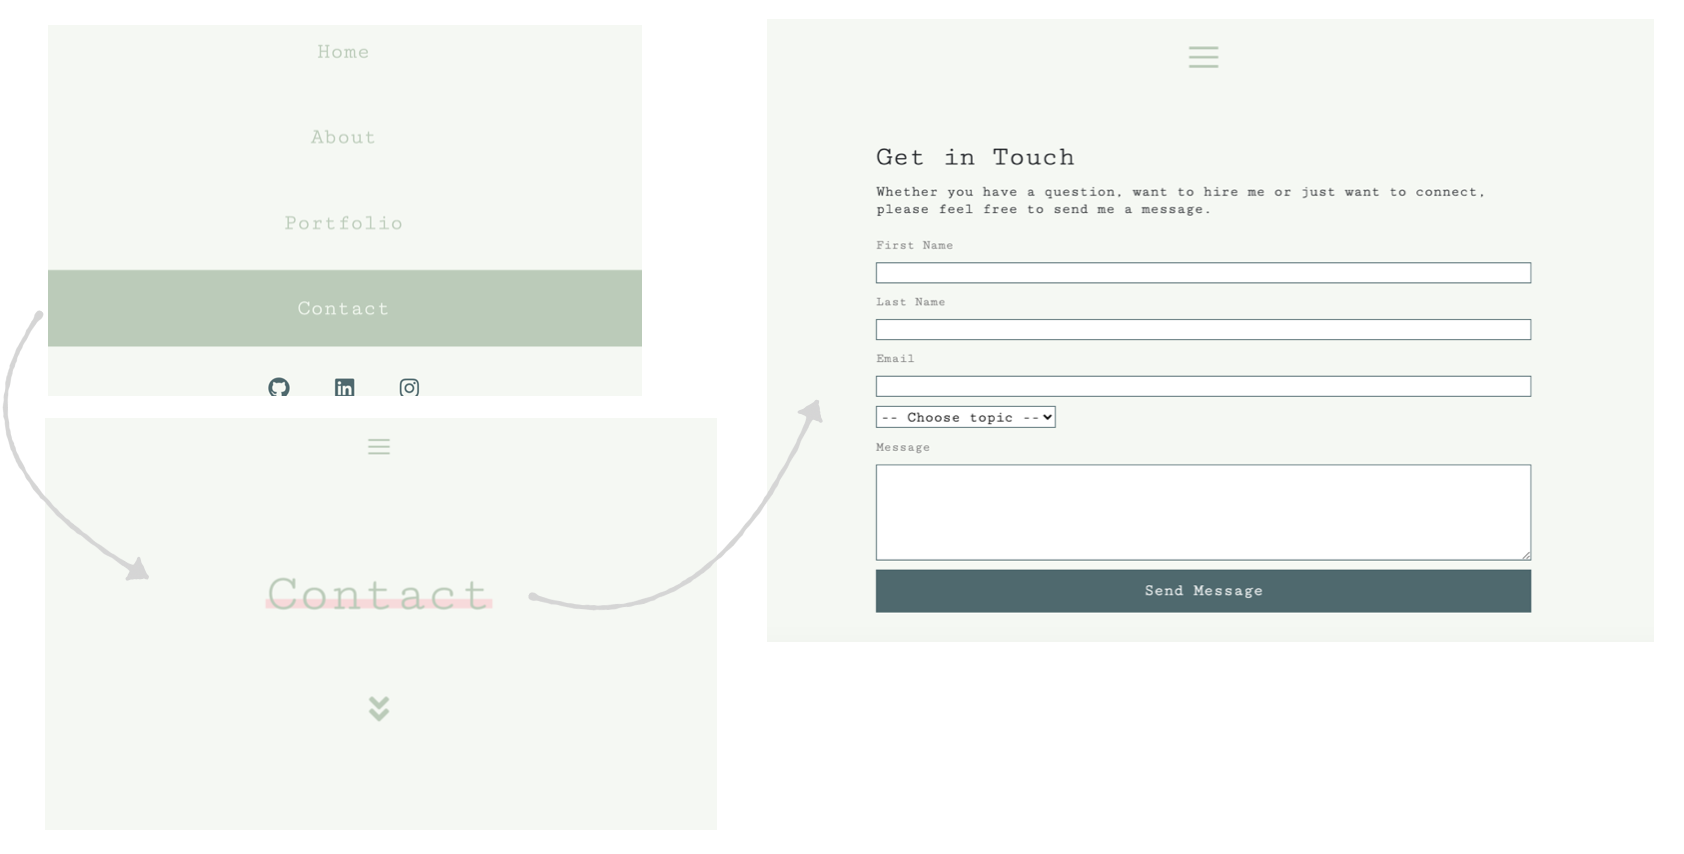 Home
About
Portfolio
Contact
Contact
Get in Touch
Whether you have a question, want to hire me or just want to connect,
please feel free to send me a message.
First Name
Last Name
Email
-- Choose topic --
Message
Send Message